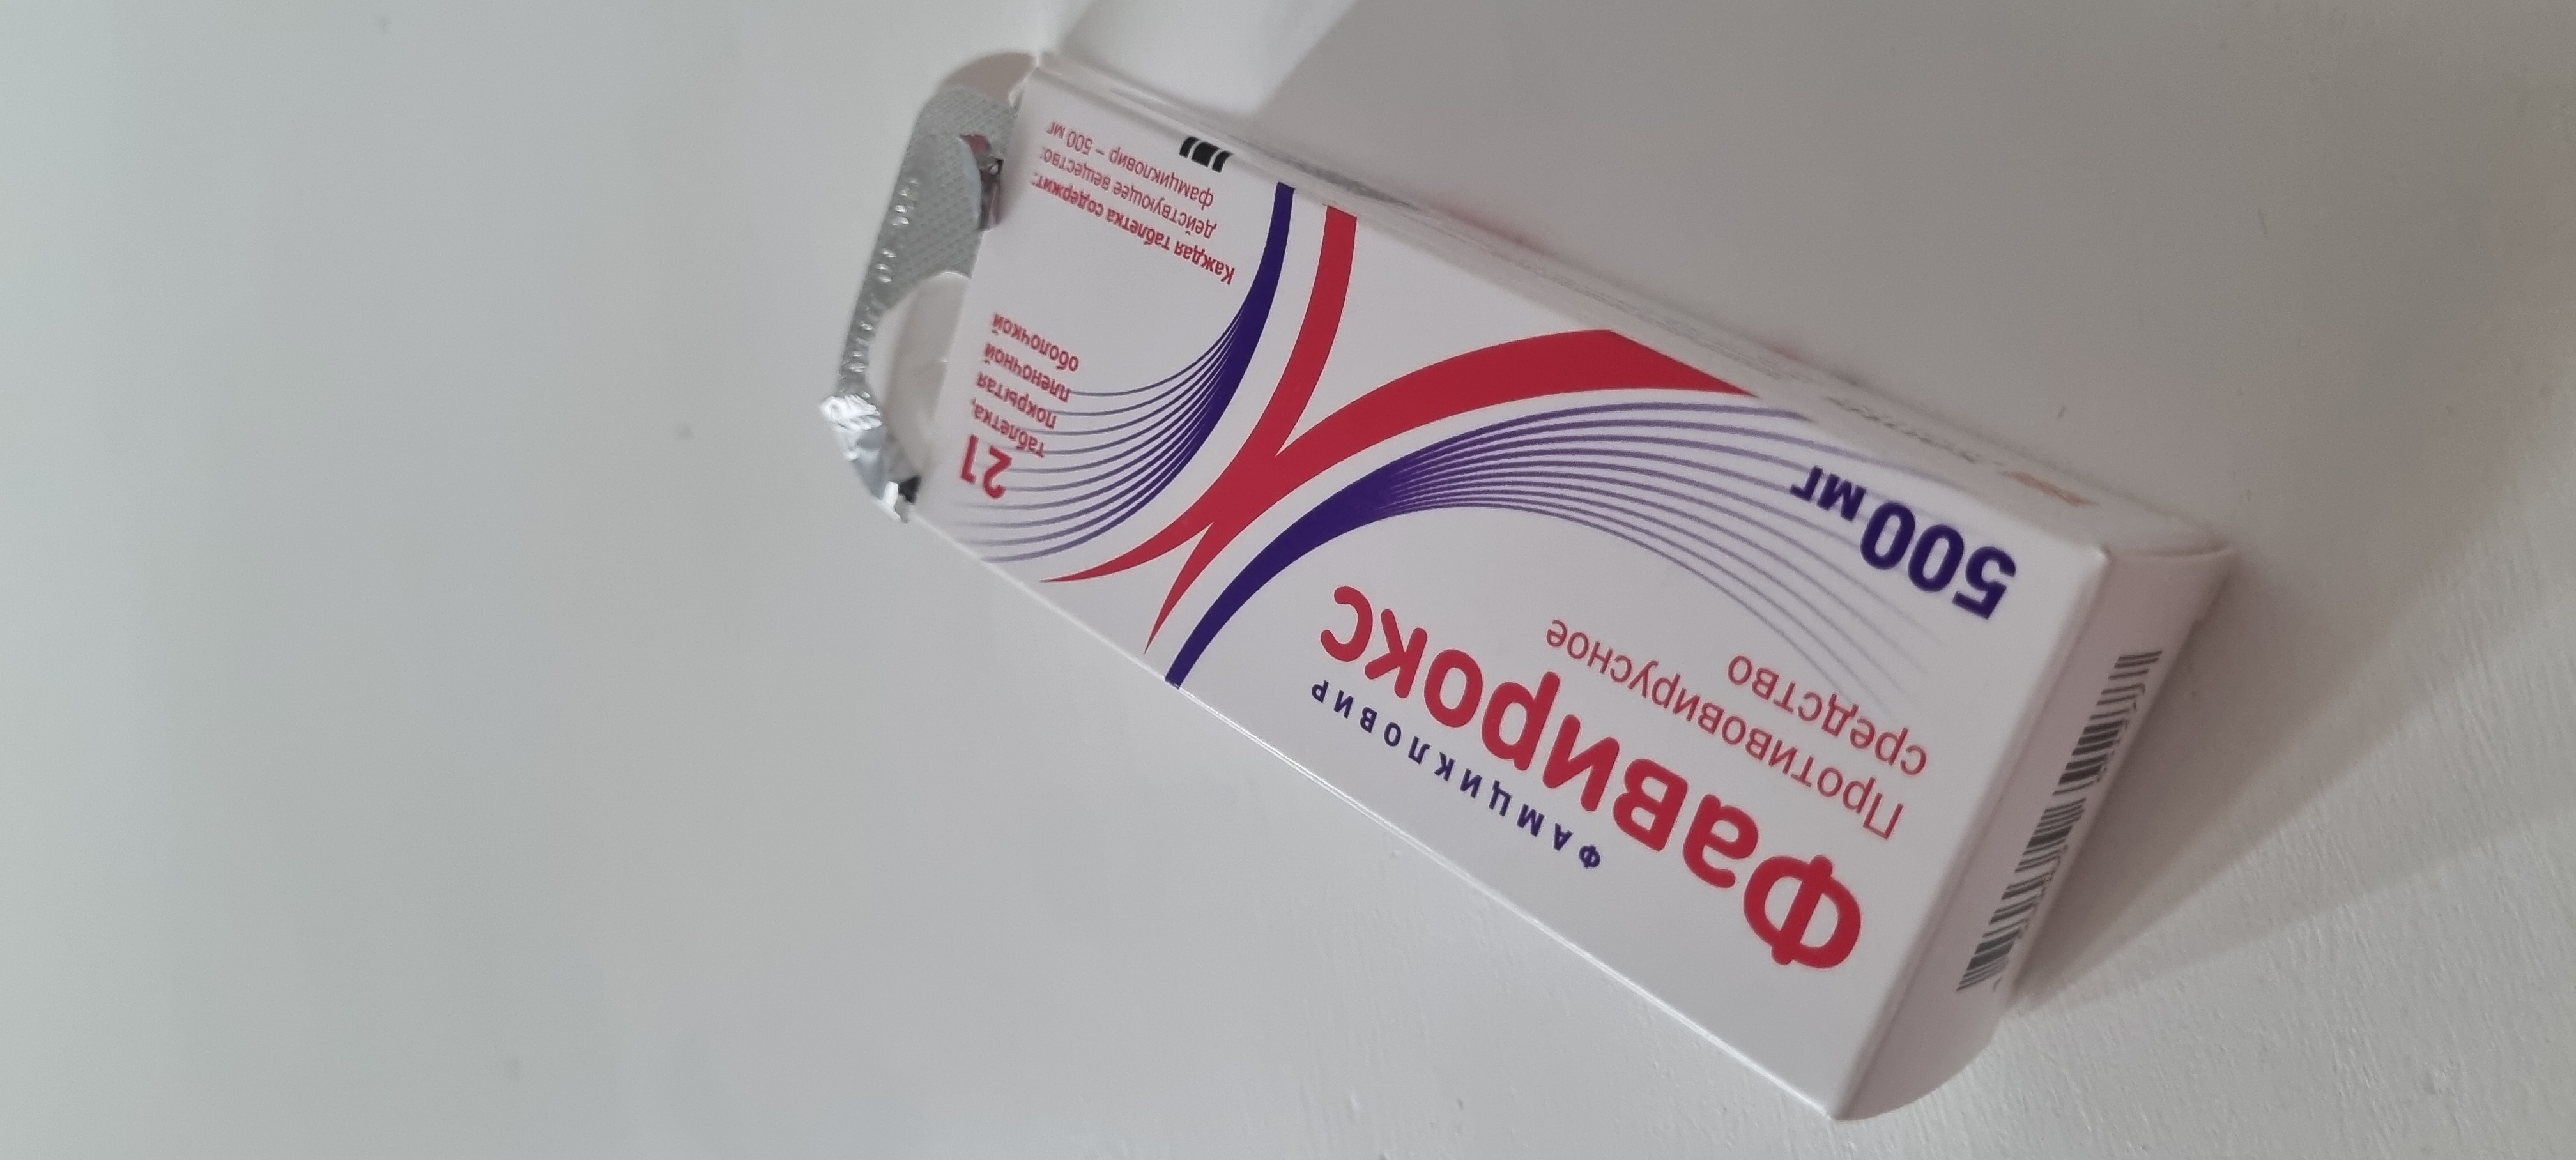 ФАМЦИКЛОВИР
Фавирокс
Противовирусное
средство
500 мг
21
таблетка,
покрытая
пленочной
оболочкой
Каждая таблетка содержит:
действующее вещество:
фамцикловир – 500 мг